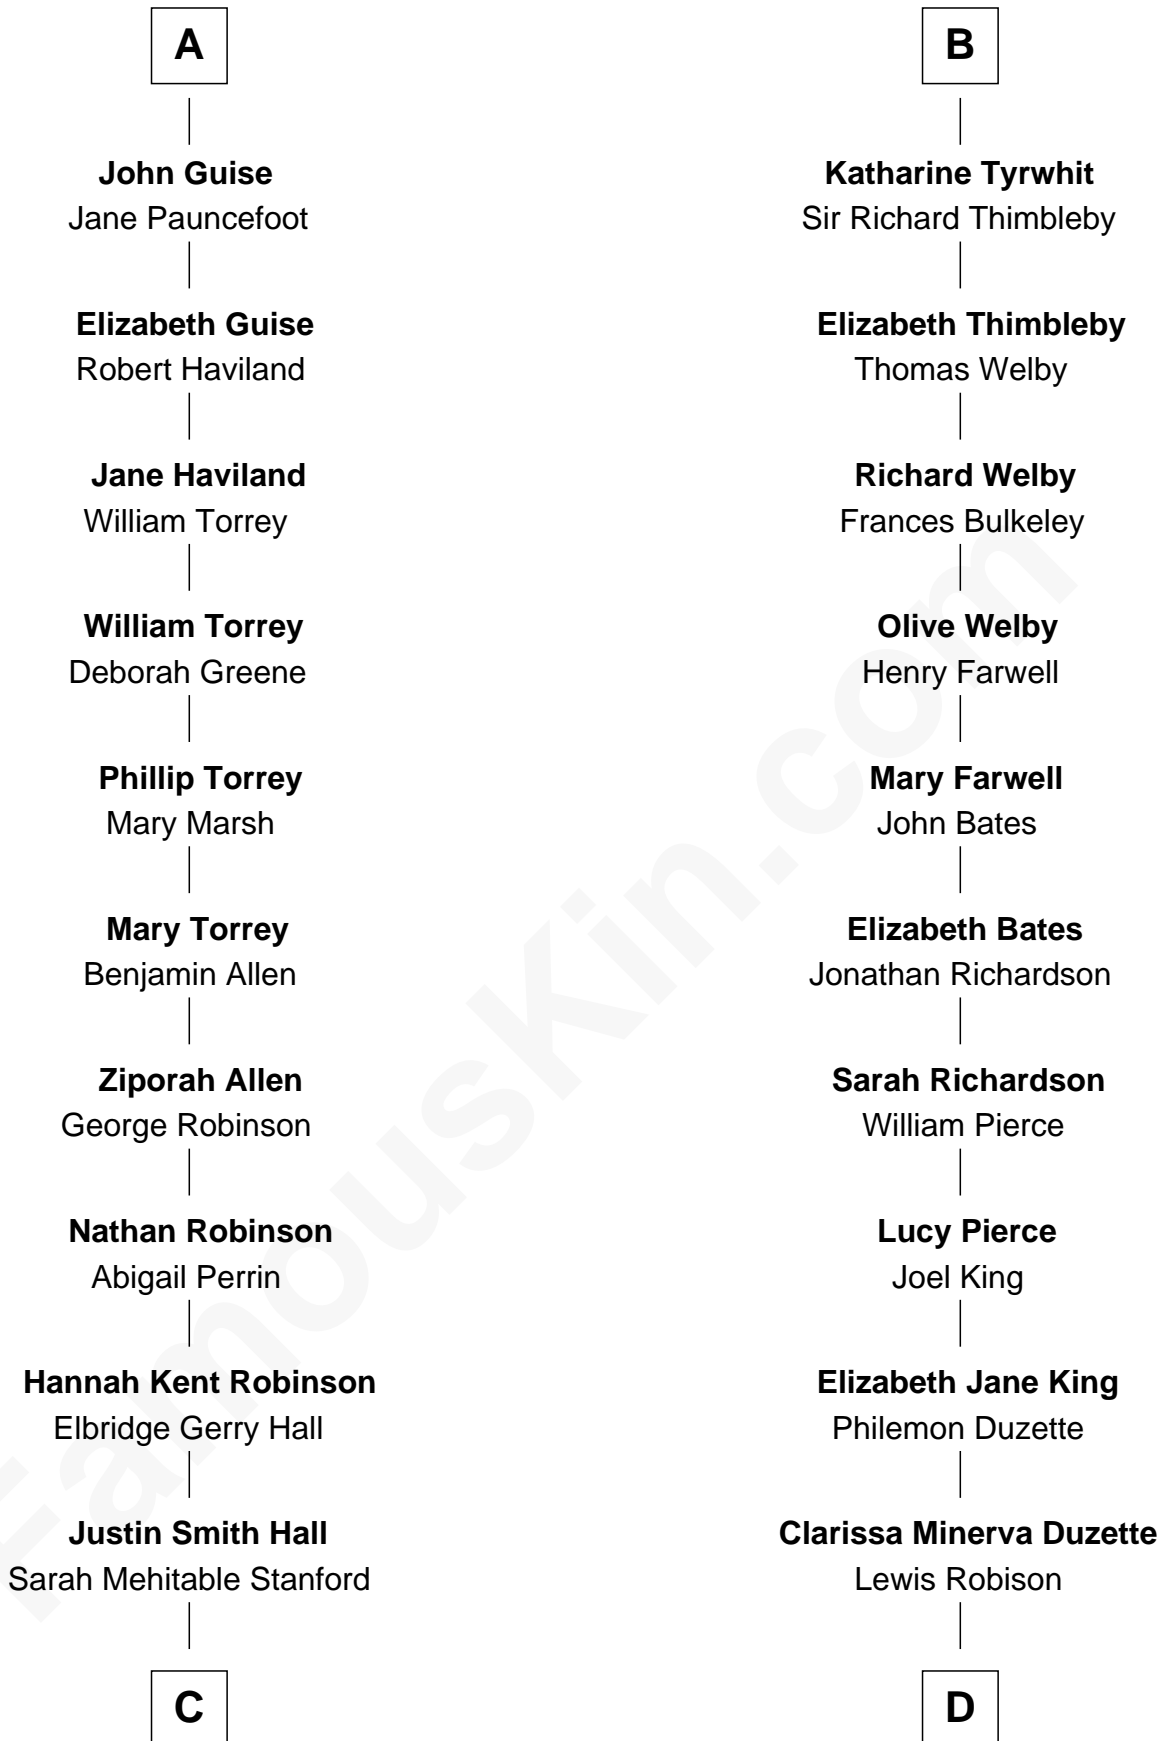 A
John Guise
Jane Pauncefoot
Elizabeth Guise
Robert Haviland
Jane Haviland
William Torrey
William Torrey
Deborah Greene
Phillip Torrey
Mary Marsh
Mary Torrey
Benjamin Allen
Ziporah Allen
George Robinson
Nathan Robinson
Abigail Perrin
Hannah Kent Robinson
Elbridge Gerry Hall
Justin Smith Hall
Sarah Mehitable Stanford
C
B
Katharine Tyrwhit
Sir Richard Thimbleby
Elizabeth Thimbleby
Thomas Welby
Richard Welby
Frances Bulkeley
Olive Welby
Henry Farwell
Mary Farwell
John Bates
Elizabeth Bates
Jonathan Richardson
Sarah Richardson
William Pierce
Lucy Pierce
Joel King
Elizabeth Jane King
Philemon Duzette
Clarissa Minerva Duzette
Lewis Robison
D
FamousKin.com